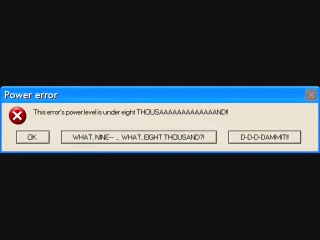 Power error
This error's power level is under eight THOUSAAAAAAAAAAAAAND!!
OK
WHAT, NINE-- ... WHAT, EIGHT THOUSAND?!
D-D-D-DAMMIT!!